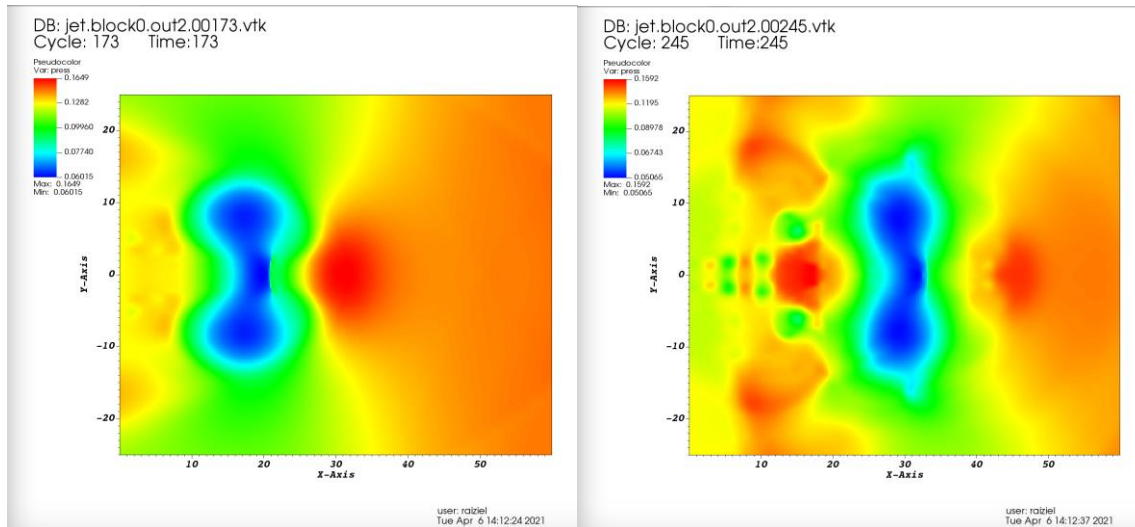 DB: jet.block0.out2.00173.vtk
Cycle: 173 Time:173
Pseudocolor
Var: press
0.1649
0.1282
0.09960
0.07740
0.06015
Max: 0.1649
Min: 0.06015
20
10
0
-10
-20
Y-Axis
10 20 30 40 50
X-Axis
user: raiziel
Tue Apr 6 14:12:24 2021
DB: jet.block0.out2.00245.vtk
Cycle: 245 Time:245
Pseudocolor
Var: press
0.1592
0.1195
0.08978
0.06743
0.05065
Max: 0.1592
Min: 0.05065
20
10
0
-10
-20
Y-Axis
10 20 30 40 50
X-Axis
user: raiziel
Tue Apr 6 14:12:37 2021